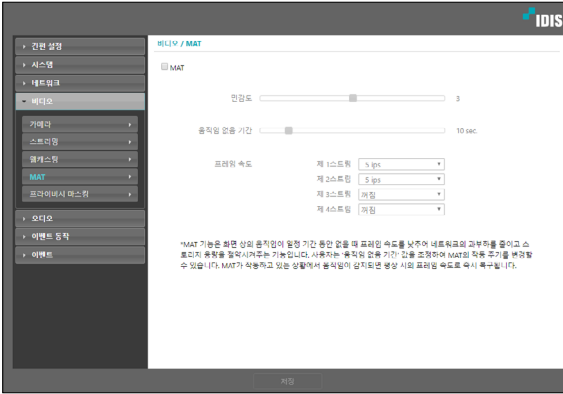 IDIS
간편 설정
시스템
네트워크
비디오
카메라
스트리밍
웹캐스팅
MAT
프라이버시 마스킹
오디오
이벤트 동작
이벤트
비디오 / MAT
MAT
민감도 3
움직임 없음 기간 10 sec.
프레임 속도 제 1스트림 5 ips
제 2스트림 5 ips
제 3스트림 꺼짐
제 4스트림 꺼짐
*MAT 기능은 화면 상의 움직임이 일정 기간 동안 없을 때 프레임 속도를 낮추어 네트워크의 과부하를 줄이고 스
토리지 용량을 절약시켜주는 기능입니다. 사용자는 '움직임 없음 기간' 값을 조정하여 MAT의 작동 주기를 변경할
수 있습니다. MAT가 작동하고 있는 상황에서 움직임이 감지되면 평상 시의 프레임 속도로 즉시 복구됩니다.
저장